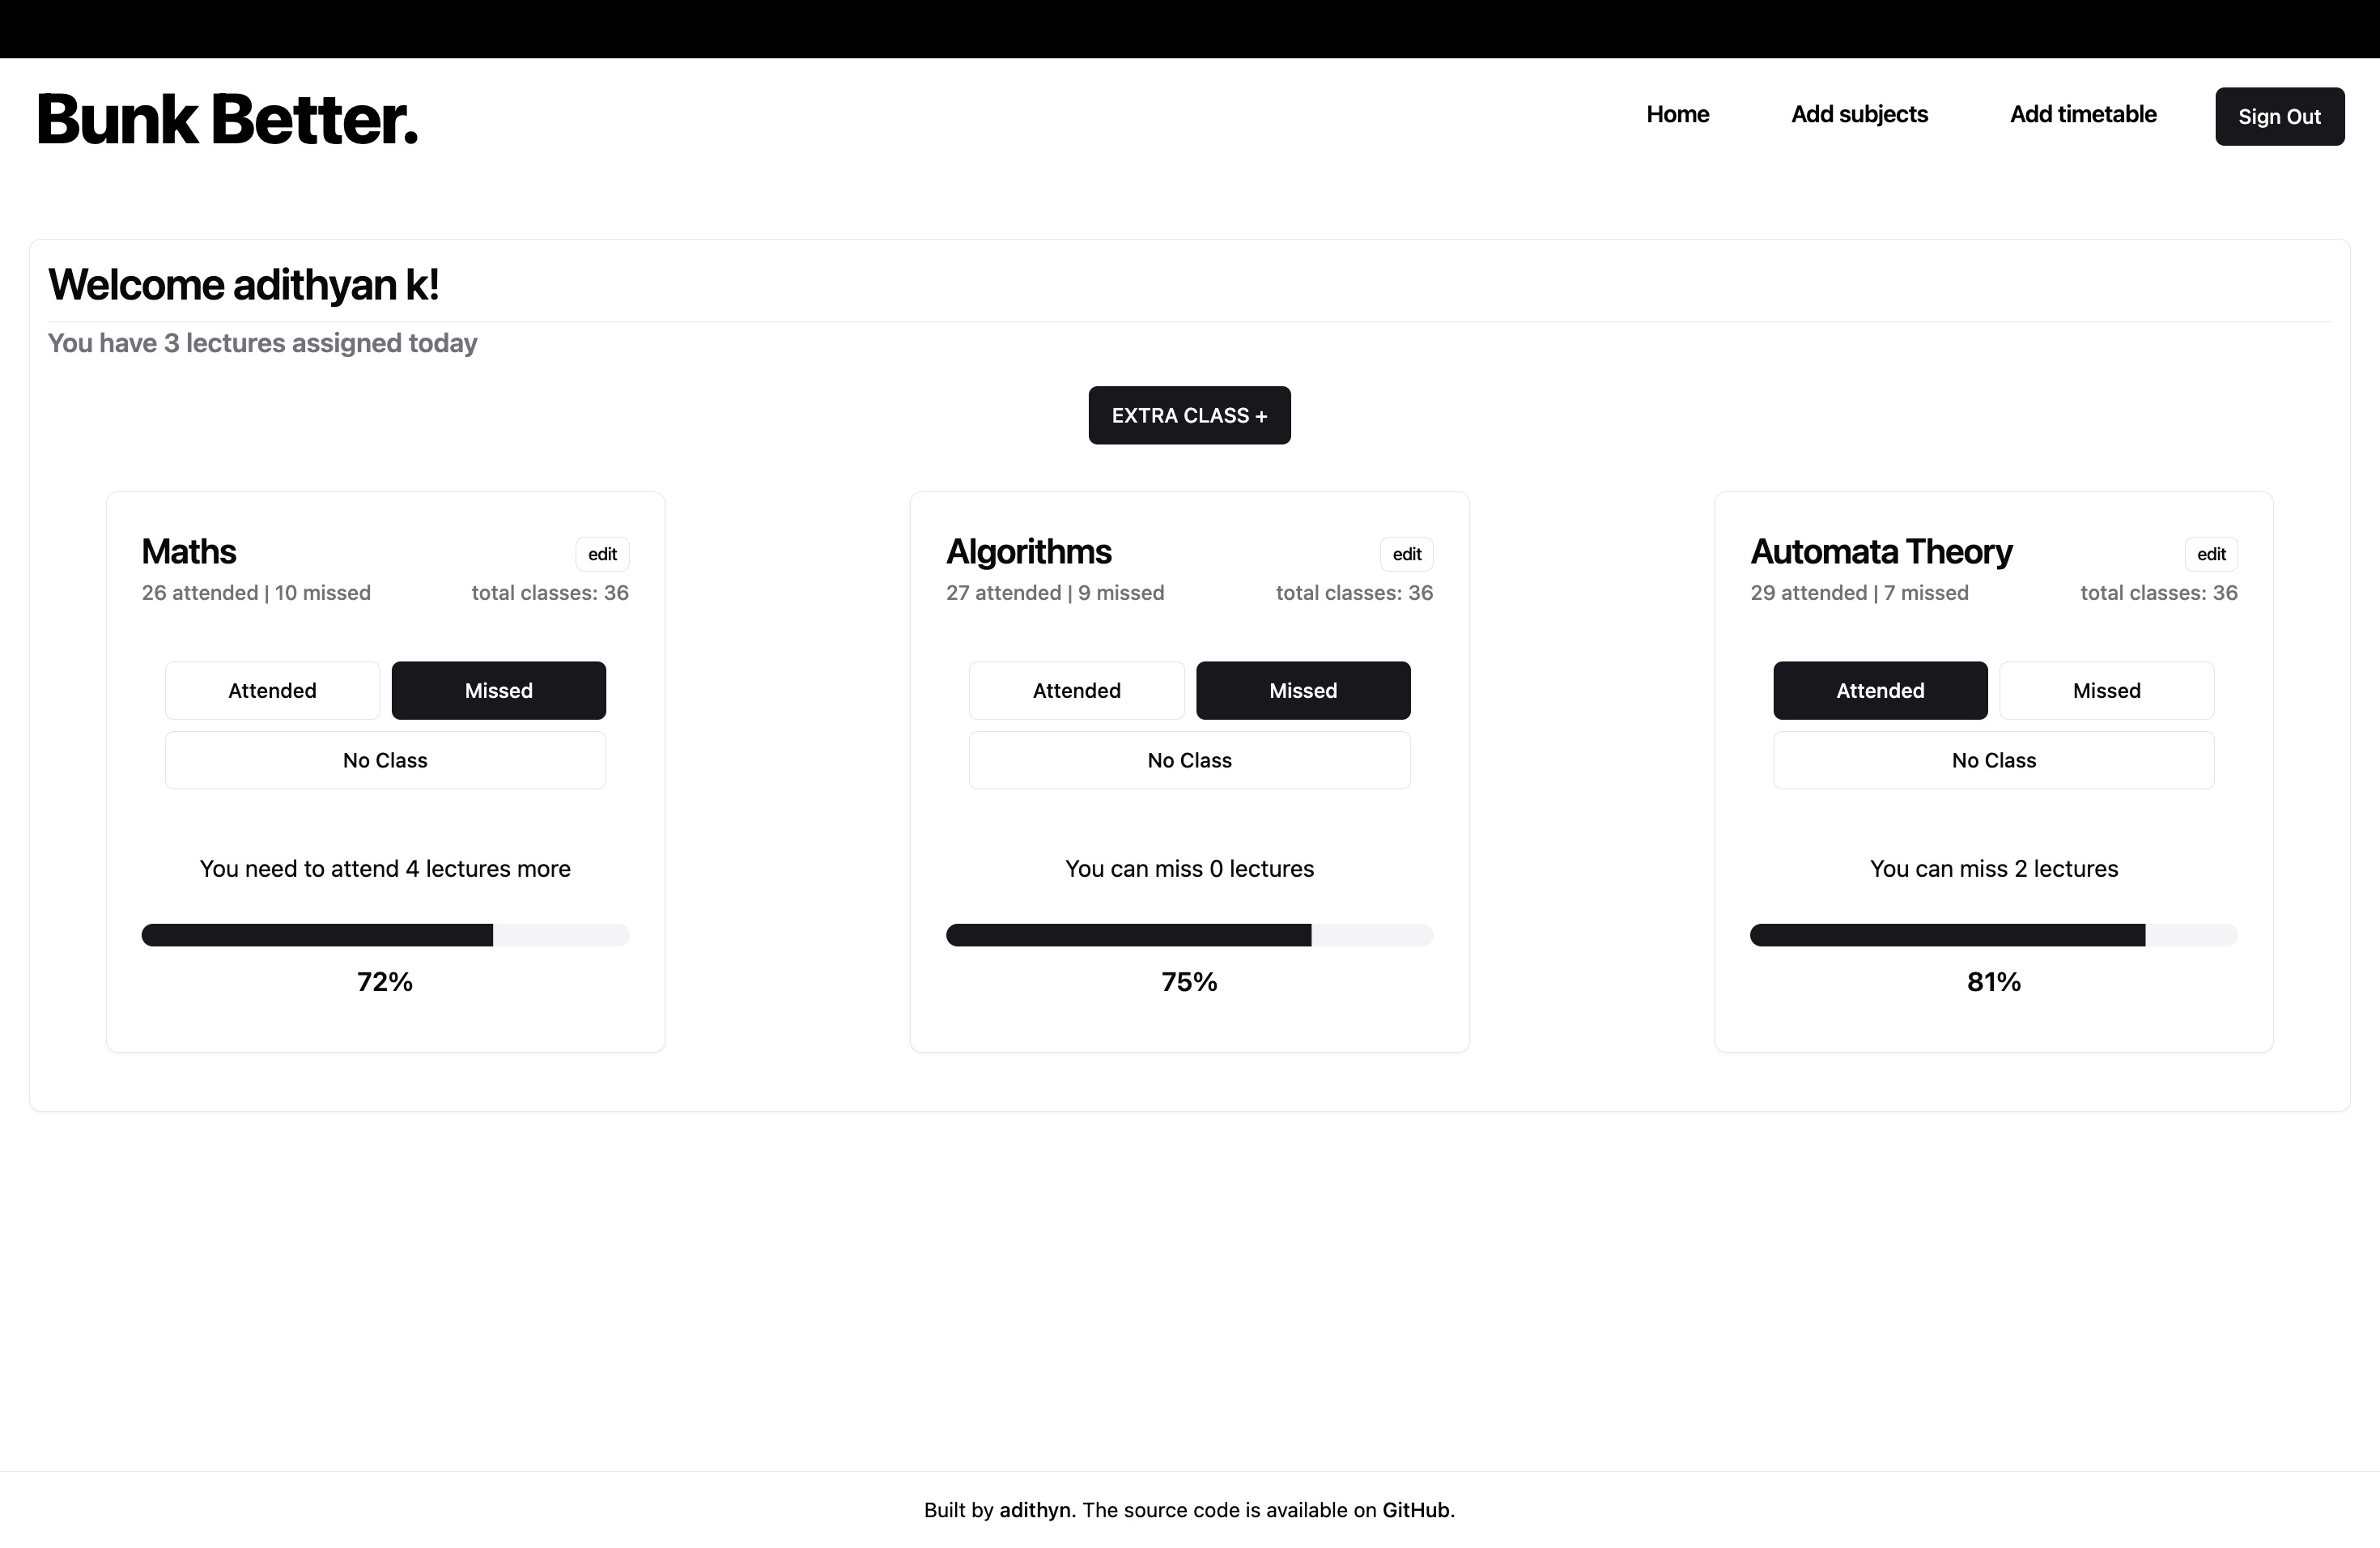 Bunk Better.
Home
Add subjects
Add timetable
Sign Out
Welcome adithyan k!
You have 3 lectures assigned today
EXTRA CLASS +
Maths
edit
26 attended | 10 missed
total classes: 36
Attended
Missed
No Class
You need to attend 4 lectures more
72%
Algorithms
edit
27 attended | 9 missed
total classes: 36
Attended
Missed
No Class
You can miss 0 lectures
75%
Automata Theory
edit
29 attended | 7 missed
total classes: 36
Attended
Missed
No Class
You can miss 2 lectures
81%
Built by adithyn. The source code is available on GitHub.